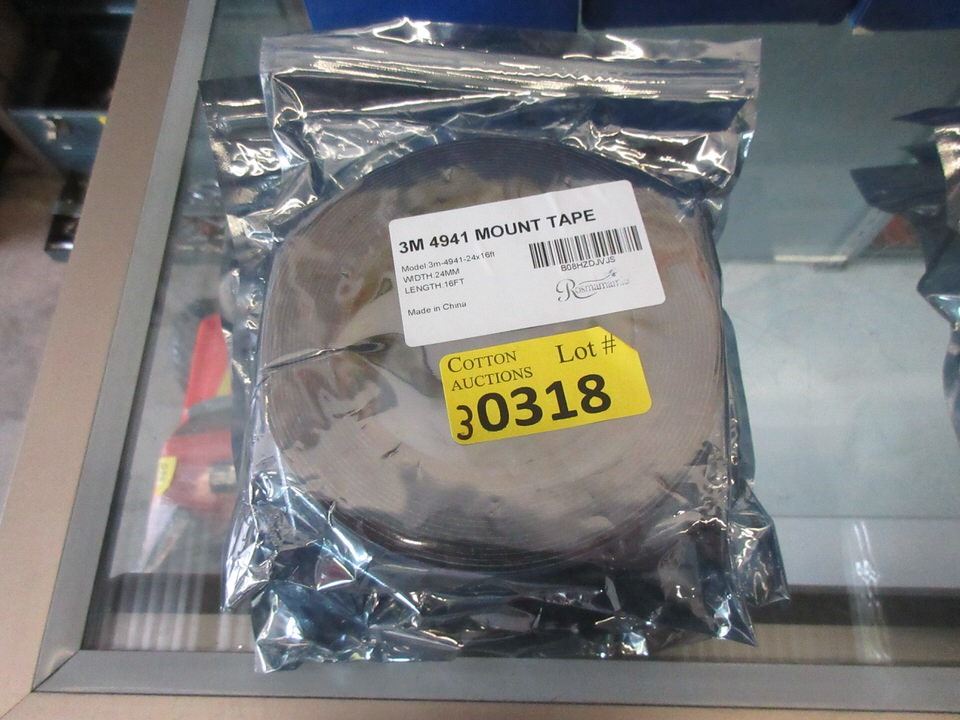 3M 4941 MOUNT TAPE
Model:3m-4941-24x16ft
WIDTH:24MM
LENGTH:16FT
Made in China
B08HZDJVJS
COTTON
AUCTIONS
Lot #
30318